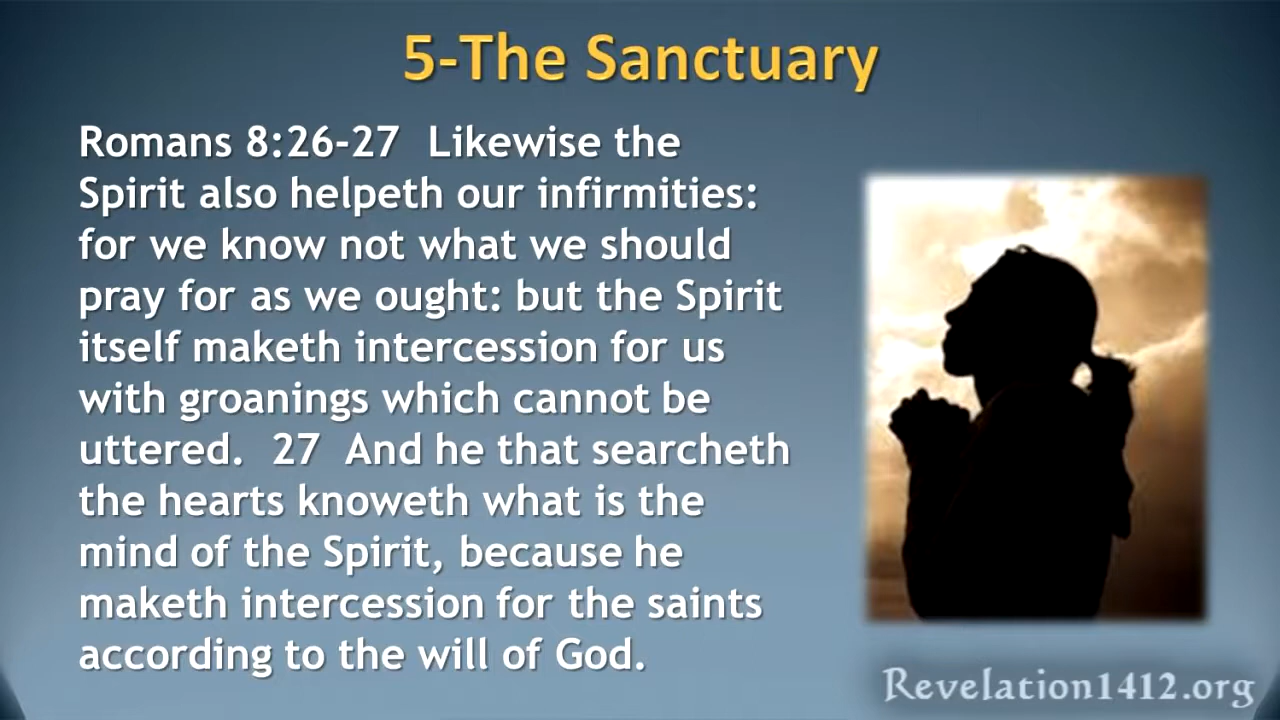 5-The Sanctuary
Romans 8:26-27  Likewise the
Spirit also helpeth our infirmities:
for we know not what we should
pray for as we ought: but the Spirit
itself maketh intercession for us
with groanings which cannot be
uttered.  27  And he that searcheth
the hearts knoweth what is the
mind of the Spirit, because he
maketh intercession for the saints
according to the will of God.
Revelation1412.org